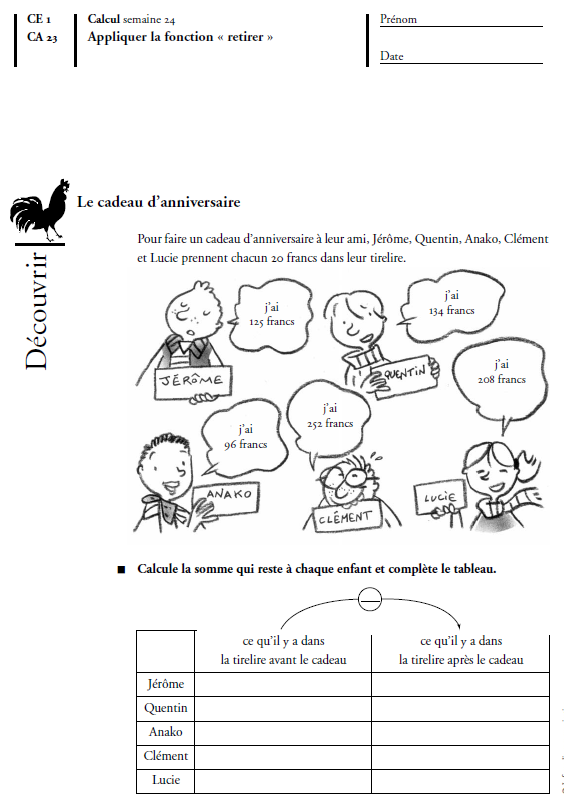 CE 1
CA 23
Calcul semaine 24
Appliquer la fonction « retirer »
Prénom
Date
Découvrir
Le cadeau d’anniversaire
Pour faire un cadeau d’anniversaire à leur ami, Jérôme, Quentin, Anako, Clément
et Lucie prennent chacun 20 francs dans leur tirelire.
j’ai
125 francs
j’ai
134 francs
JÉRÔME
QUENTIN
j’ai
208 francs
j’ai
96 francs
j’ai
252 francs
ANAKO
CLÉMENT
LUCIE
■ Calcule la somme qui reste à chaque enfant et complète le tableau.
—
ce qu’il y a dans
la tirelire avant le cadeau
ce qu’il y a dans
la tirelire après le cadeau
Jérôme
Quentin
Anako
Clément
Lucie